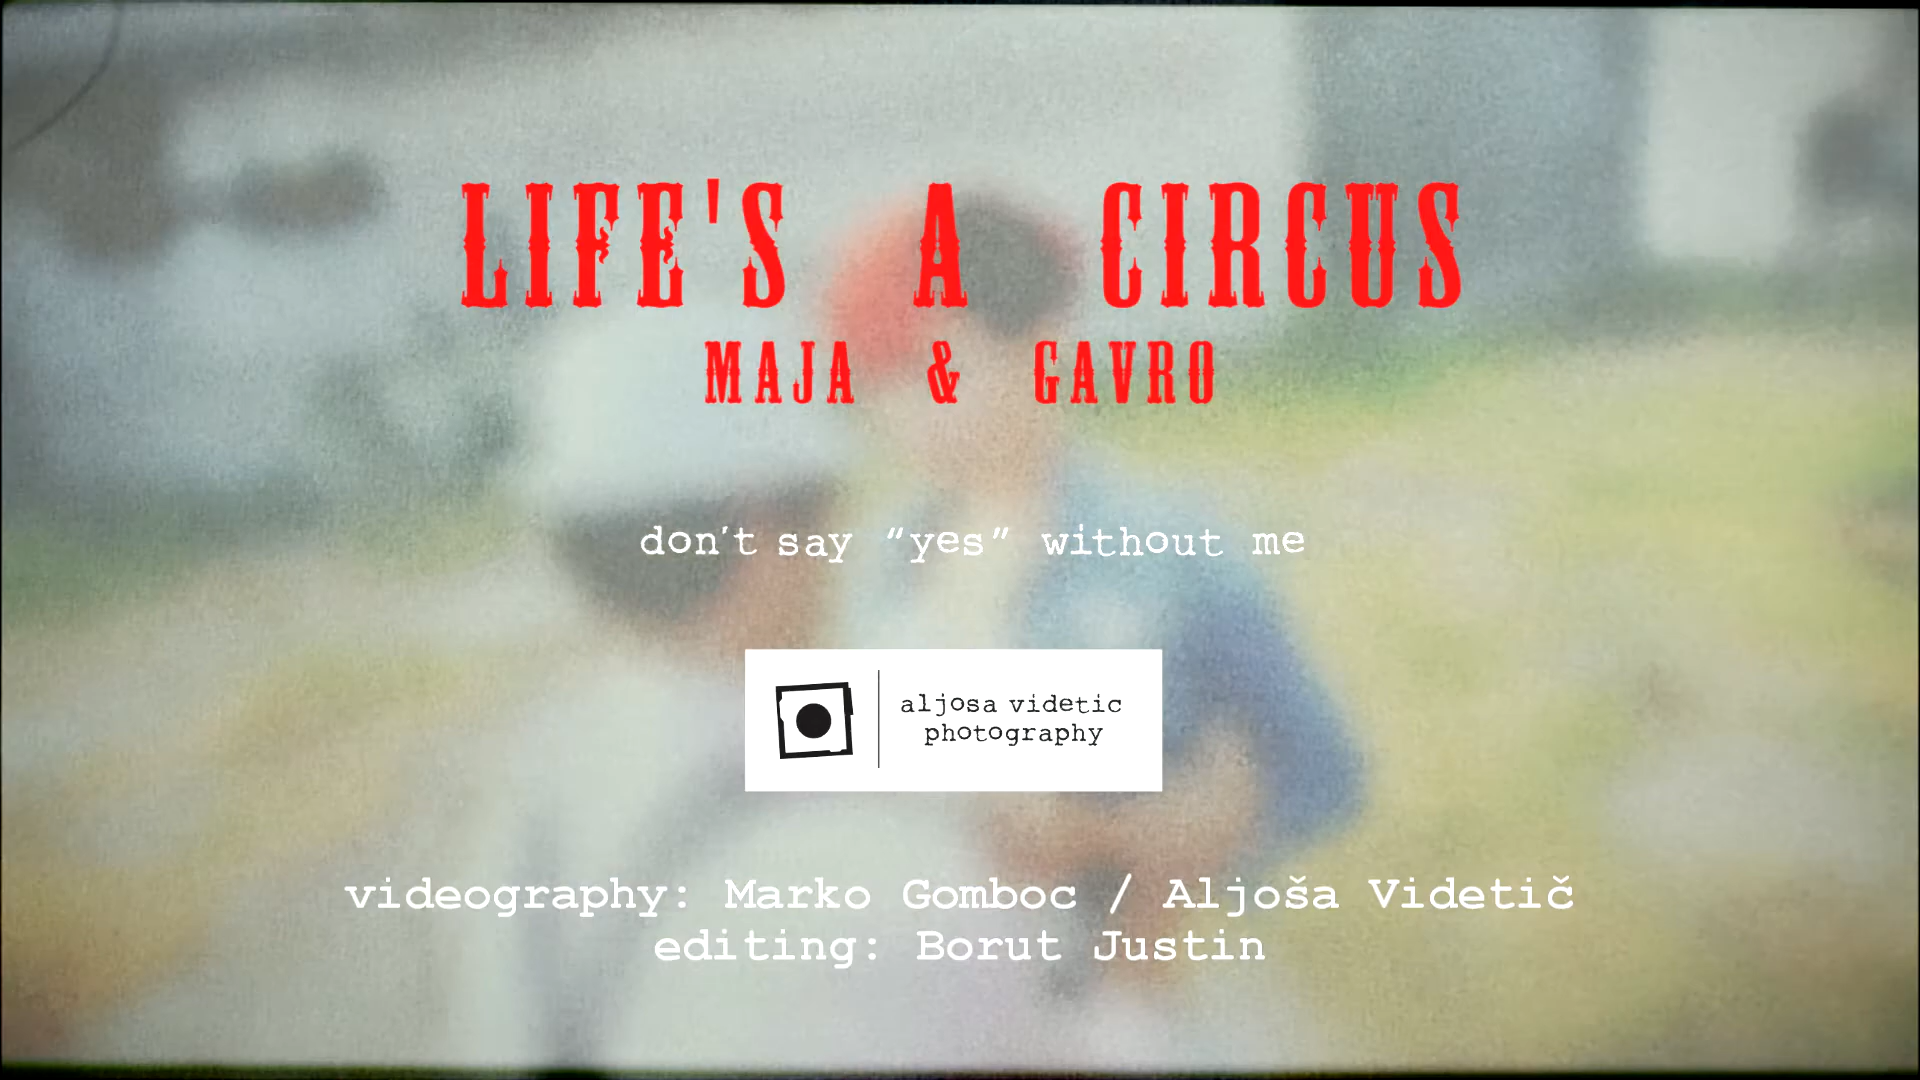 LIFE'S A CIRCUS
MAJA & GAVRO
don't say "yes" without me
aljosa videtic
photography
videography: Marko Gomboc / Aljoša Videtič
editing: Borut Justin